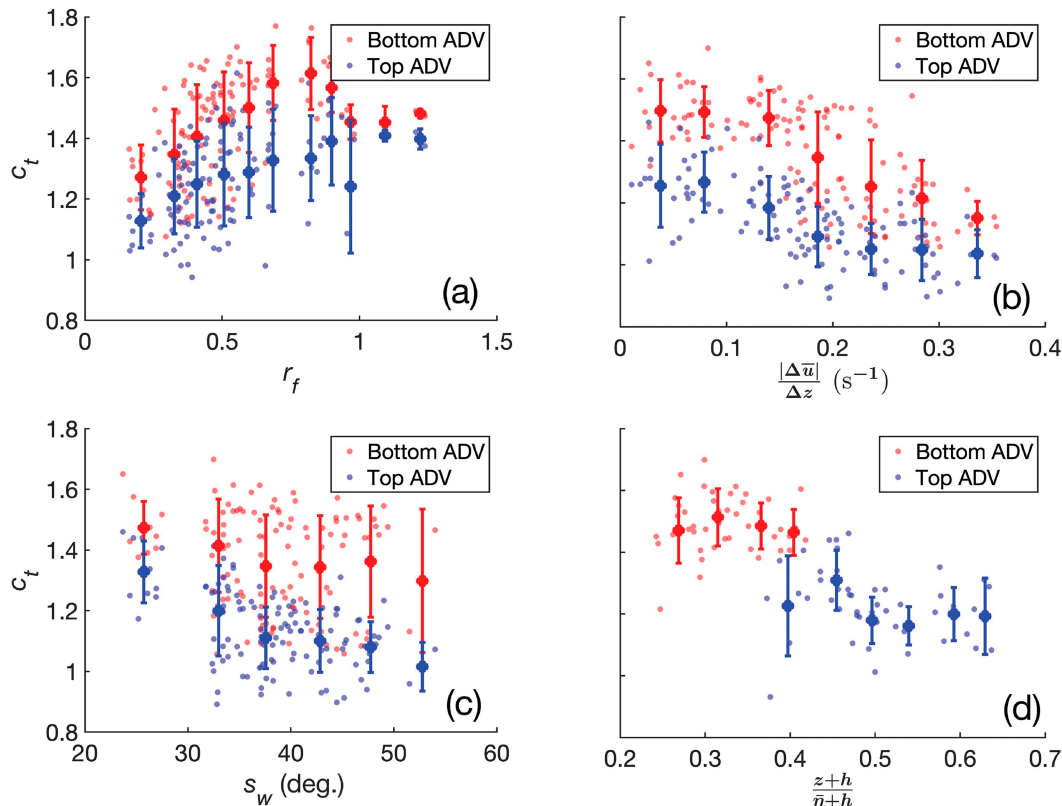 1.8
1.6
1.4
1.2
1
0.8
c_t
Bottom ADV
Top ADV
(a)
0
0.5
1
1.5
r_f
Bottom ADV
Top ADV
(b)
0
0.1
0.2
0.3
0.4
|Δu̅|/Δz (s⁻¹)
1.8
1.6
1.4
1.2
1
0.8
c_t
Bottom ADV
Top ADV
(c)
20
30
40
50
60
s_w (deg.)
Bottom ADV
Top ADV
(d)
0.2
0.3
0.4
0.5
0.6
0.7
z+h
η̄+h